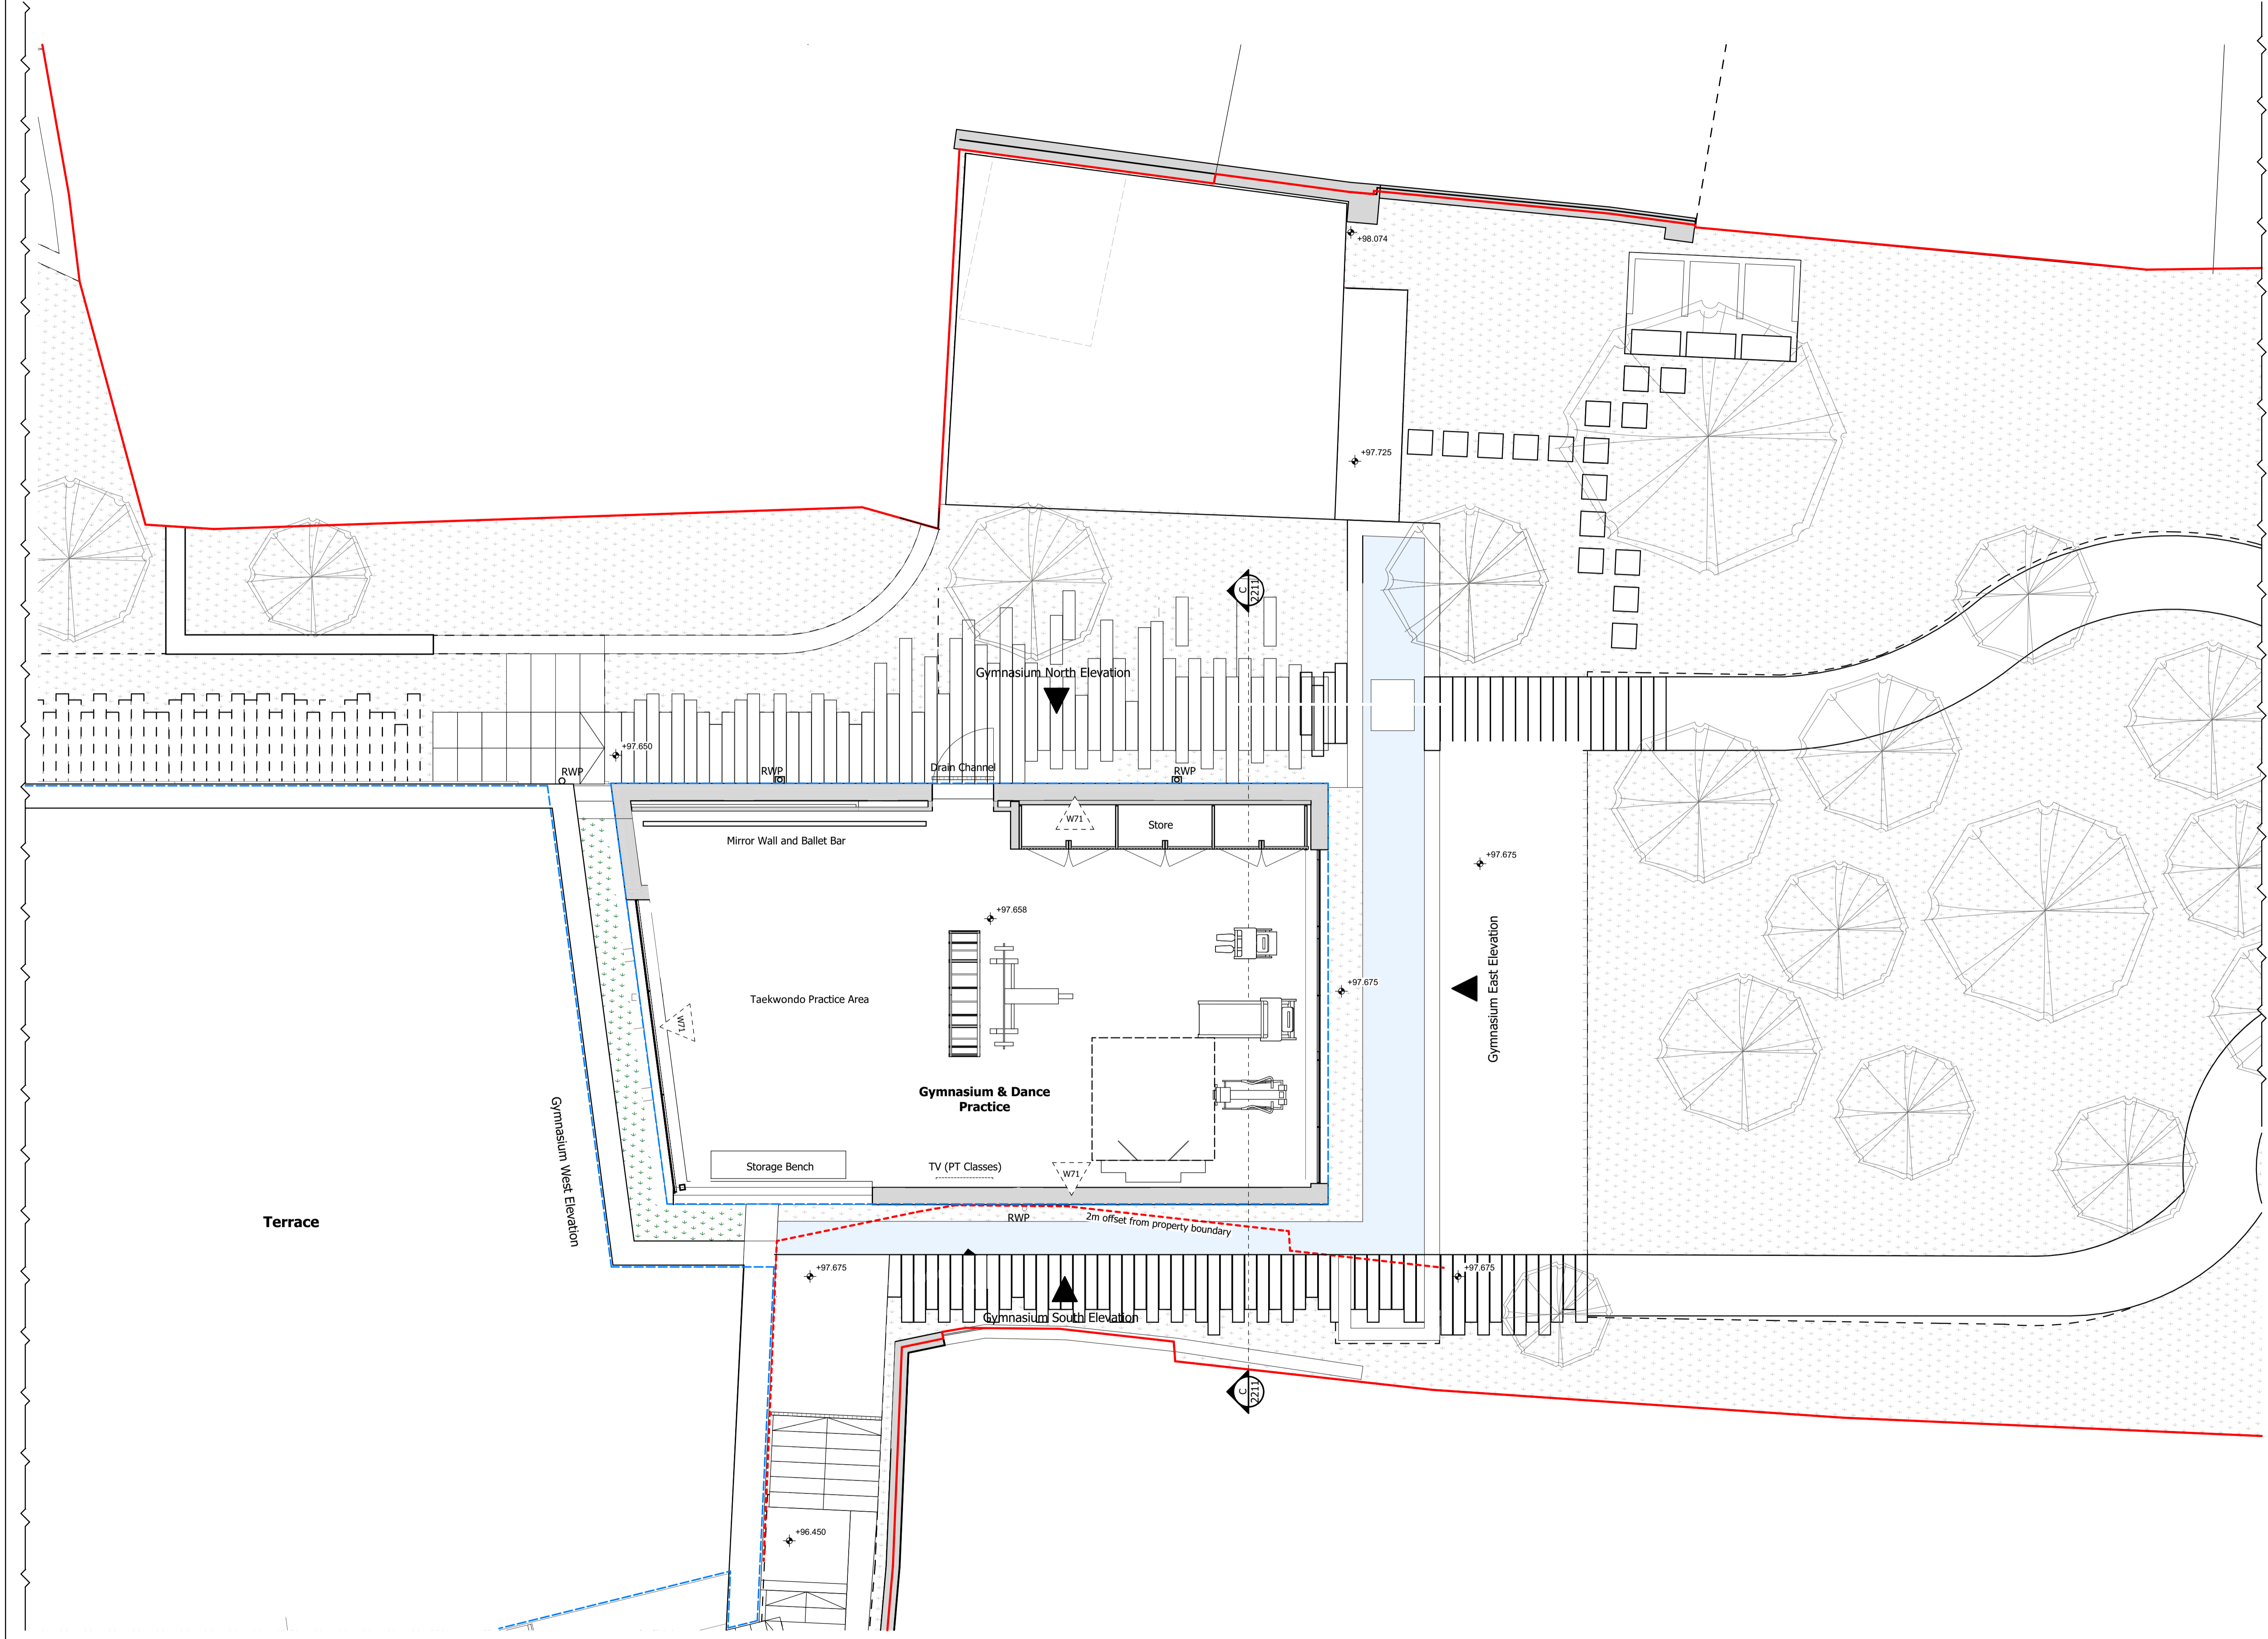 +98.074
+97.725
C
2211
Gymnasium North Elevation
+97.650
RWP
RWP
Drain Channel
RWP
W71
Store
Mirror Wall and Ballet Bar
+97.675
+97.658
Gymnasium East Elevation
+97.675
Taekwondo Practice Area
W71
Gymnasium & Dance
Practice
Gymnasium West Elevation
Storage Bench
TV (PT Classes)
W71
Terrace
RWP
2m offset from property boundary
+97.675
+97.675
Gymnasium South Elevation
C
2211
+96.450